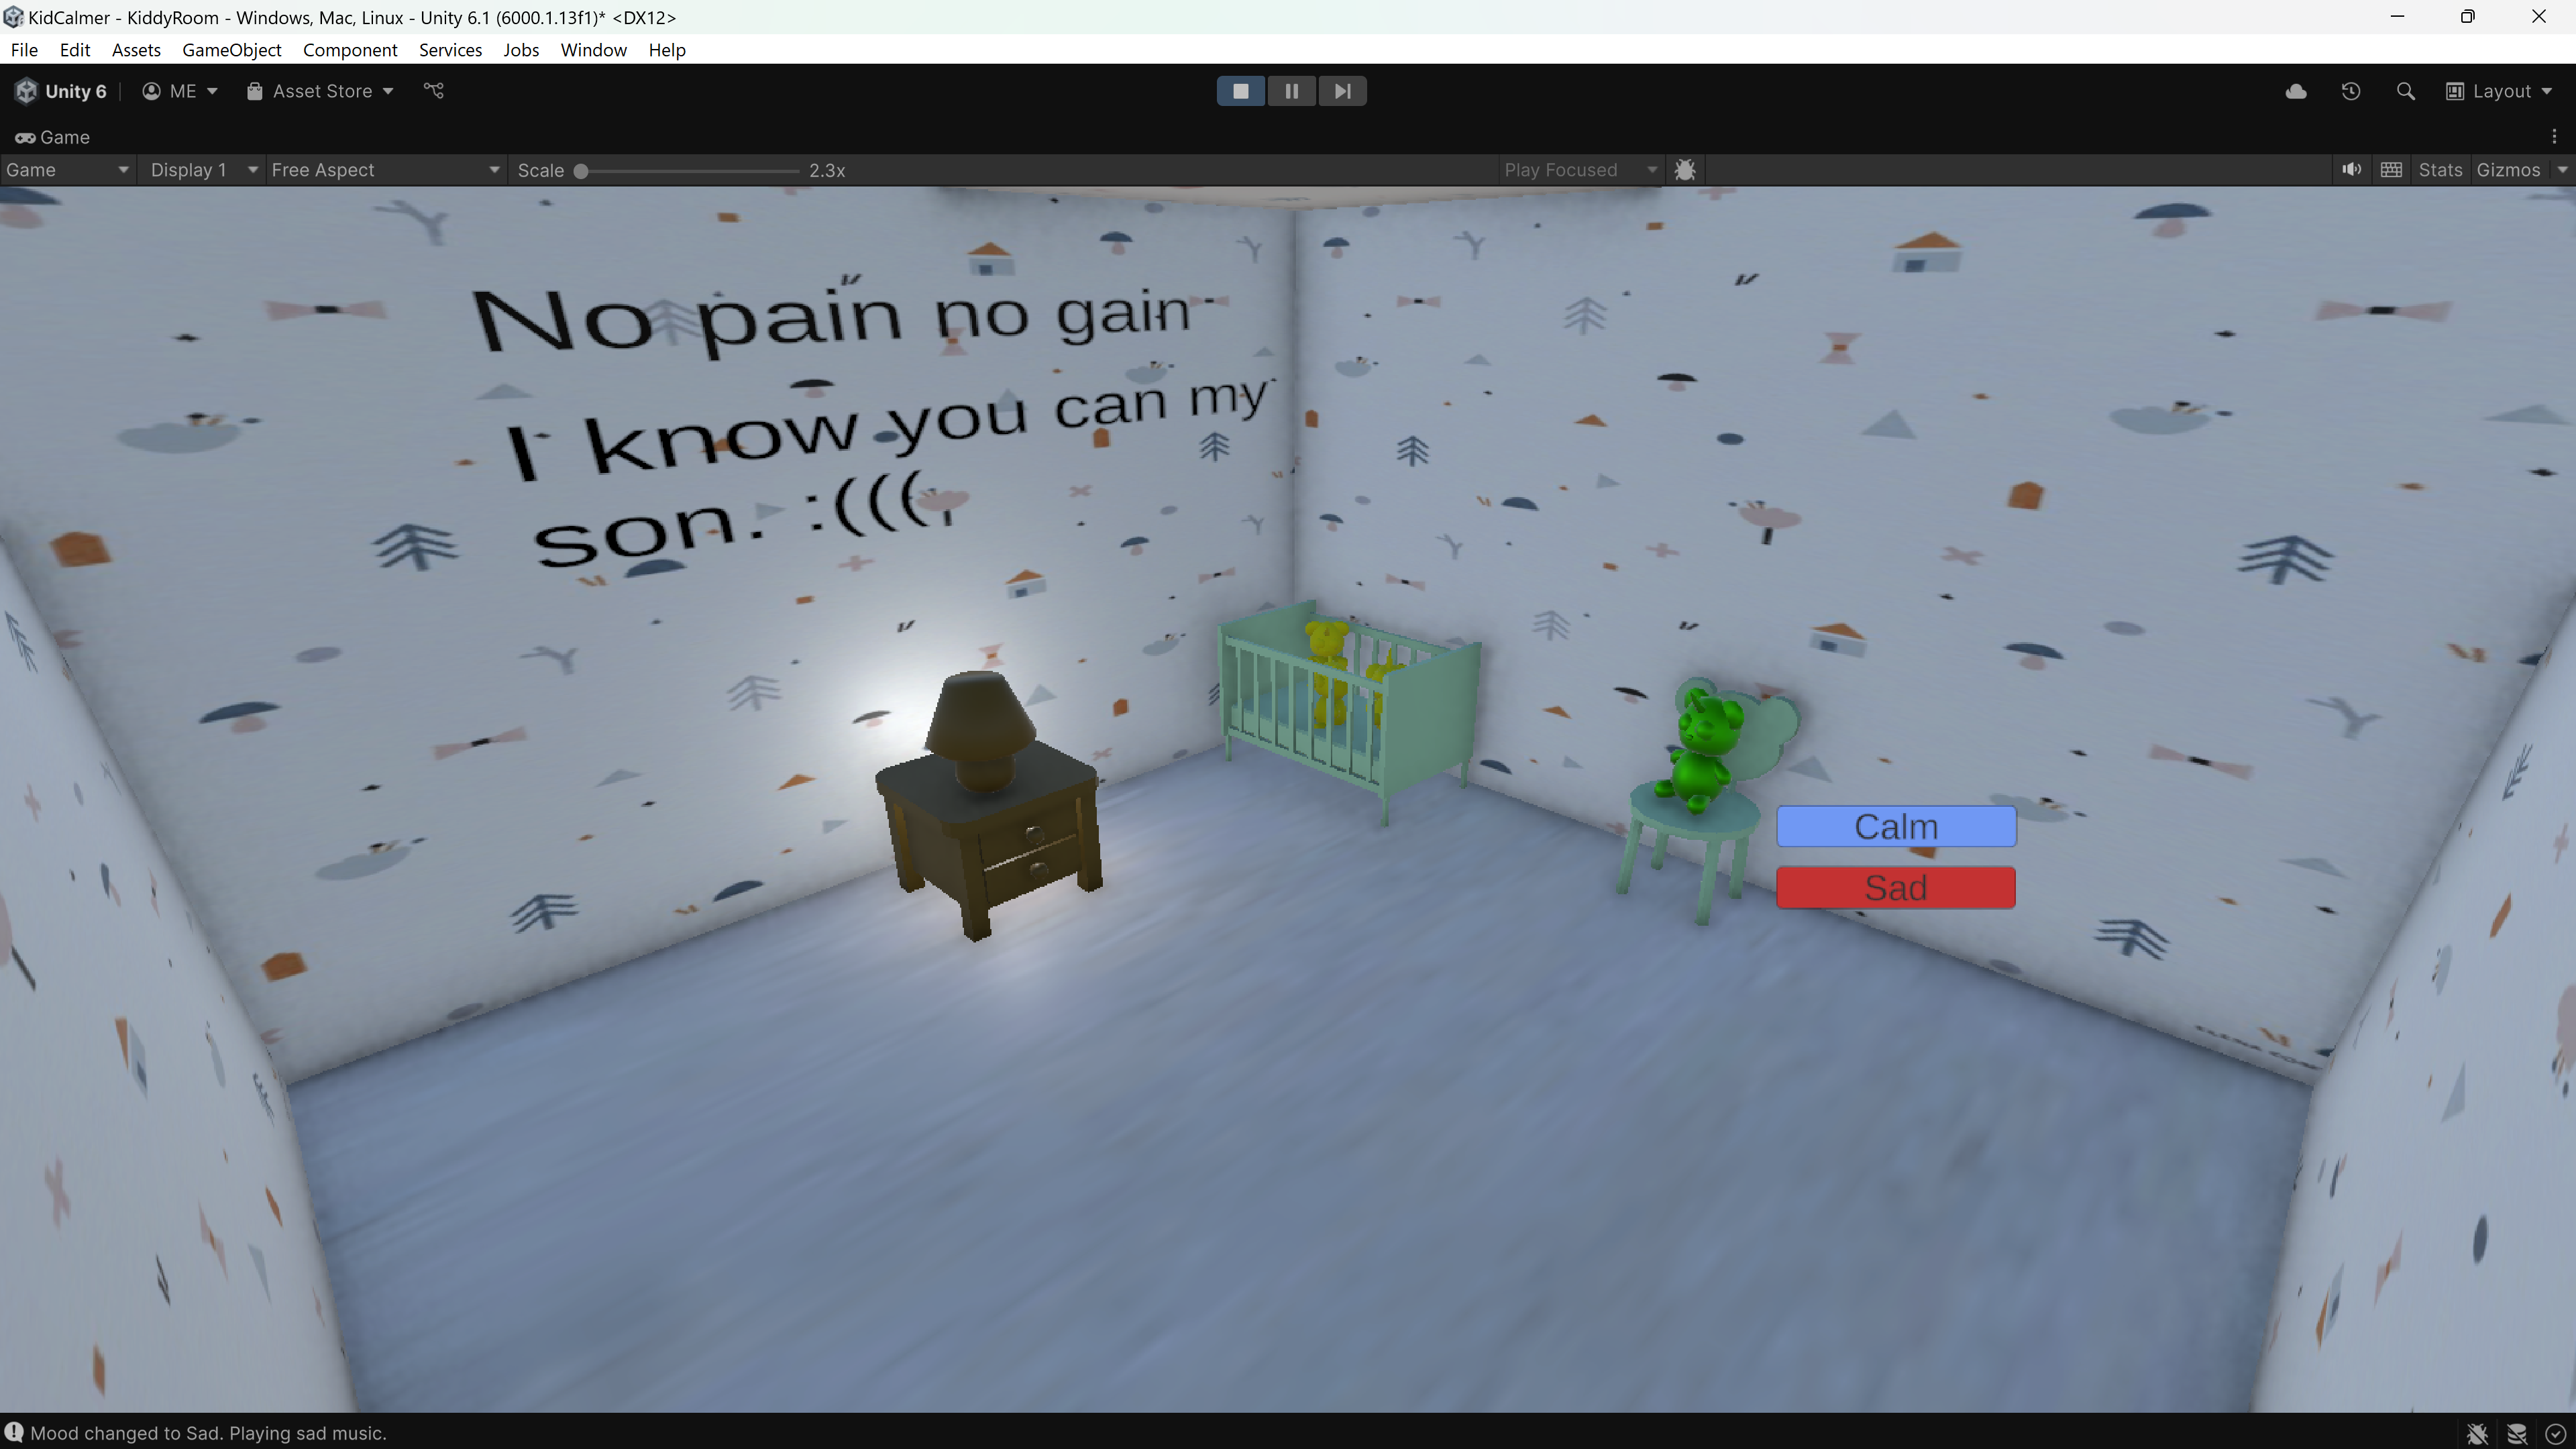 KidCalmer - KiddyRoom - Windows, Mac, Linux - Unity 6.1 (6000.1.13f1)* <DX12>
File Edit Assets GameObject Component Services Jobs Window Help
Unity 6 ME Asset Store Layout
Game
Game Display 1 Free Aspect Scale 2.3x Play Focused Stats Gizmos
No pain no gain
I know you can my
son. :(((
Calm
Sad
Mood changed to Sad. Playing sad music.